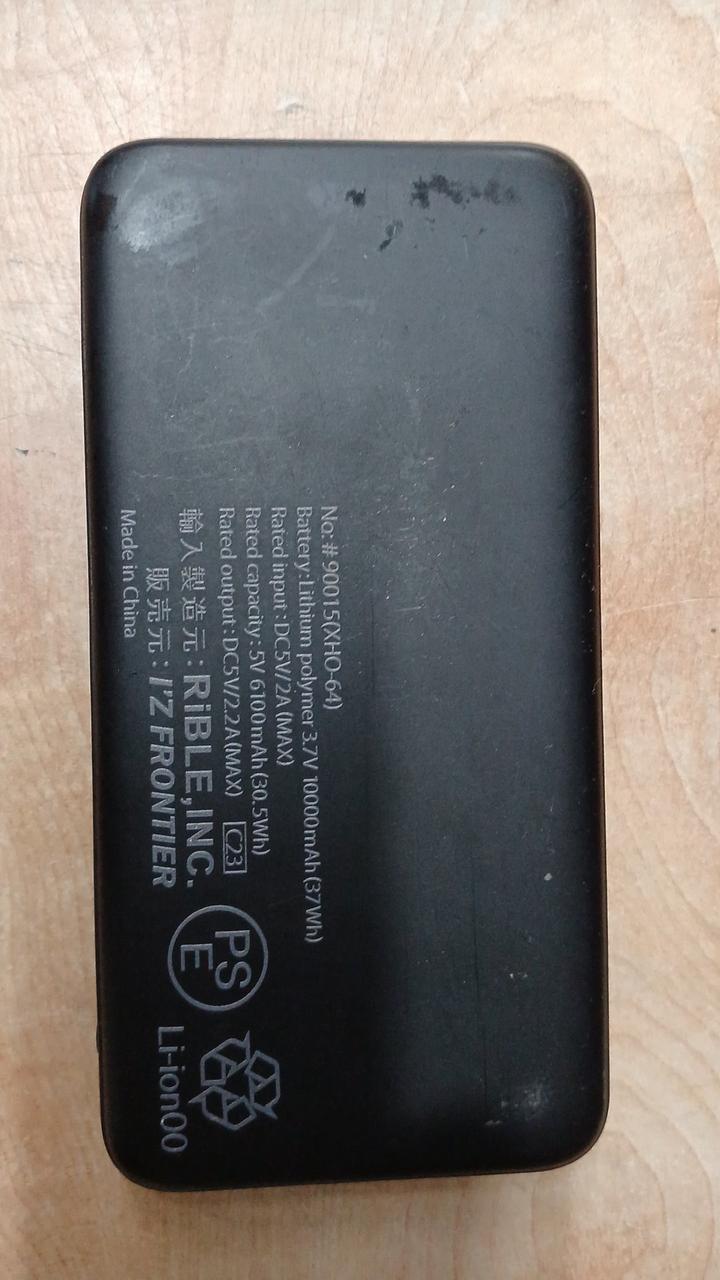 No:#90015(XHO-64)
Battery:Lithium polymer 3.7V 10000mAh(37Wh)
Rated input:DC5V/2A(MAX)
Rated capacity:5V 6100mAh(30.5Wh)
Rated output:DC5V/2.2A(MAX) C23
輸入製造元:RiBLE,INC.
販売元:I'Z FRONTIER
Made in China
PS
E
Li-ion00